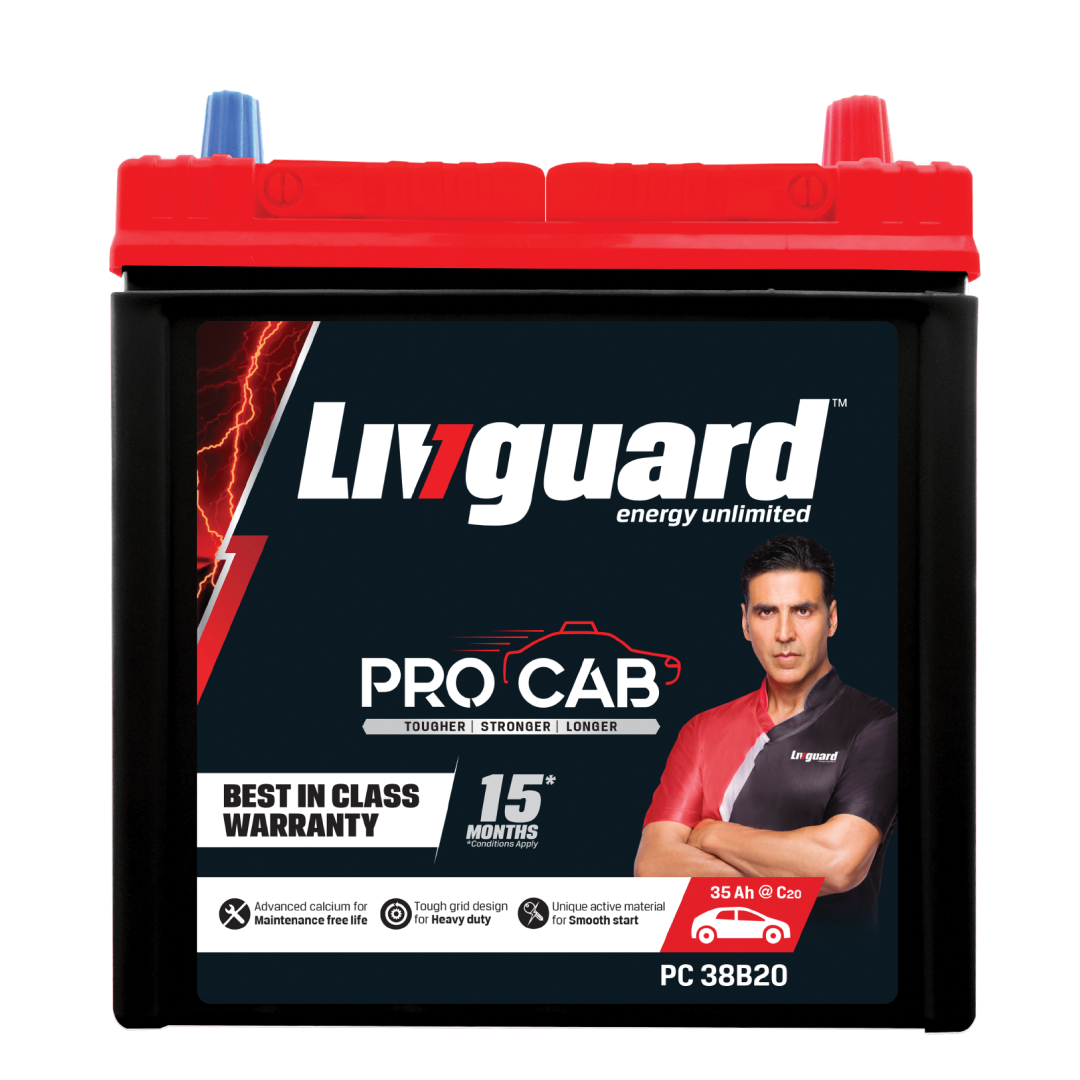 Livguard™
energy unlimited
PRO CAB
TOUGHER | STRONGER | LONGER
Livguard
BEST IN CLASS
WARRANTY
15*
MONTHS
*Conditions Apply
35 Ah @ C20
Advanced calcium for
Maintenance free life
Tough grid design
for Heavy duty
Unique active material
for Smooth start
PC 38B20